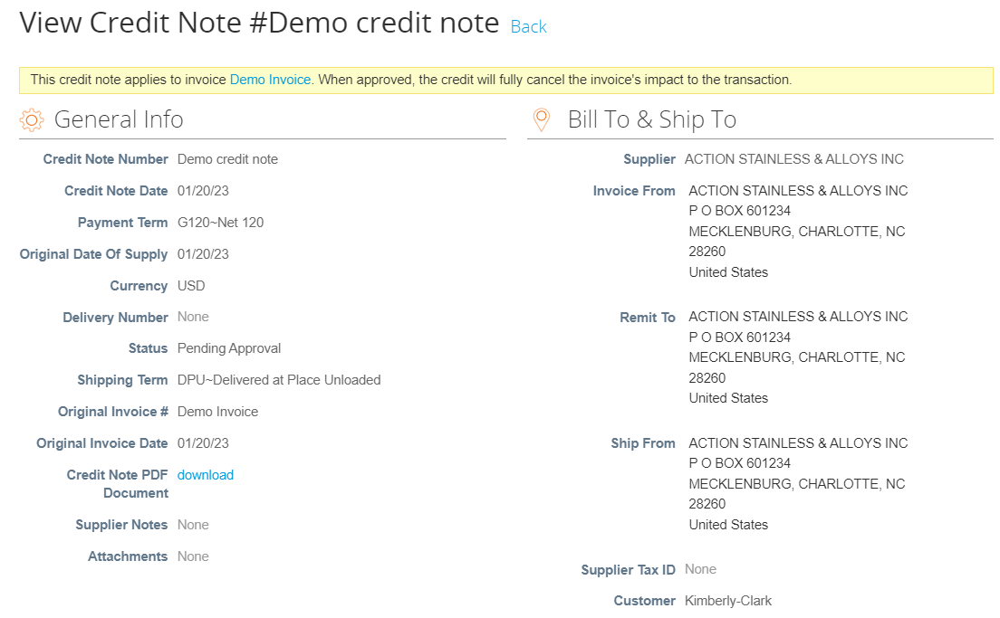 View Credit Note #Demo credit note Back
This credit note applies to invoice Demo Invoice. When approved, the credit will fully cancel the invoice's impact to the transaction.
General Info
Credit Note Number Demo credit note
Credit Note Date 01/20/23
Payment Term G120~Net 120
Original Date Of Supply 01/20/23
Currency USD
Delivery Number None
Status Pending Approval
Shipping Term DPU~Delivered at Place Unloaded
Original Invoice # Demo Invoice
Original Invoice Date 01/20/23
Credit Note PDF download
Document
Supplier Notes None
Attachments None
Bill To & Ship To
Supplier ACTION STAINLESS & ALLOYS INC
Invoice From ACTION STAINLESS & ALLOYS INC
P O BOX 601234
MECKLENBURG, CHARLOTTE, NC
28260
United States
Remit To ACTION STAINLESS & ALLOYS INC
P O BOX 601234
MECKLENBURG, CHARLOTTE, NC
28260
United States
Ship From ACTION STAINLESS & ALLOYS INC
P O BOX 601234
MECKLENBURG, CHARLOTTE, NC
28260
United States
Supplier Tax ID None
Customer Kimberly-Clark